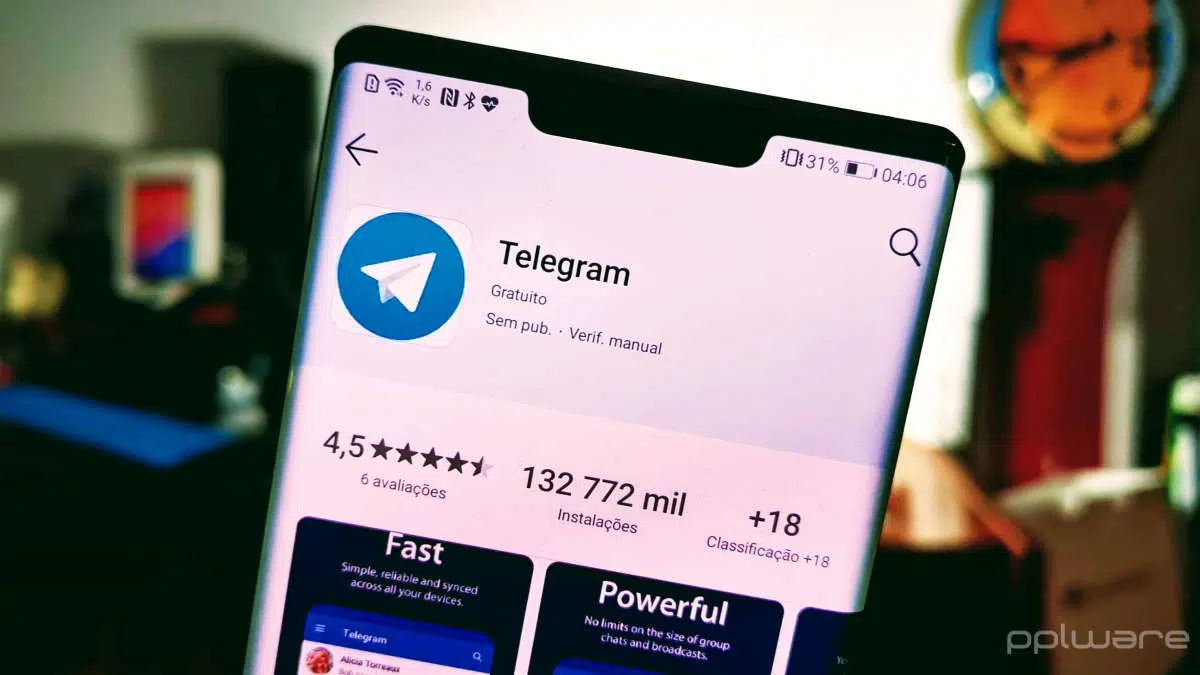 1,6
K/s
31%
04:06
Telegram
Gratuito
Sem pub. · Verif. manual
4,5
6 avaliações
132 772 mil
Instalações
+18
Classificação +18
Fast
Simple, reliable and synced
across all your devices.
Telegram
Alicia Torreaux
Powerful
No limits on the size of group
chats and broadcasts.
pplware